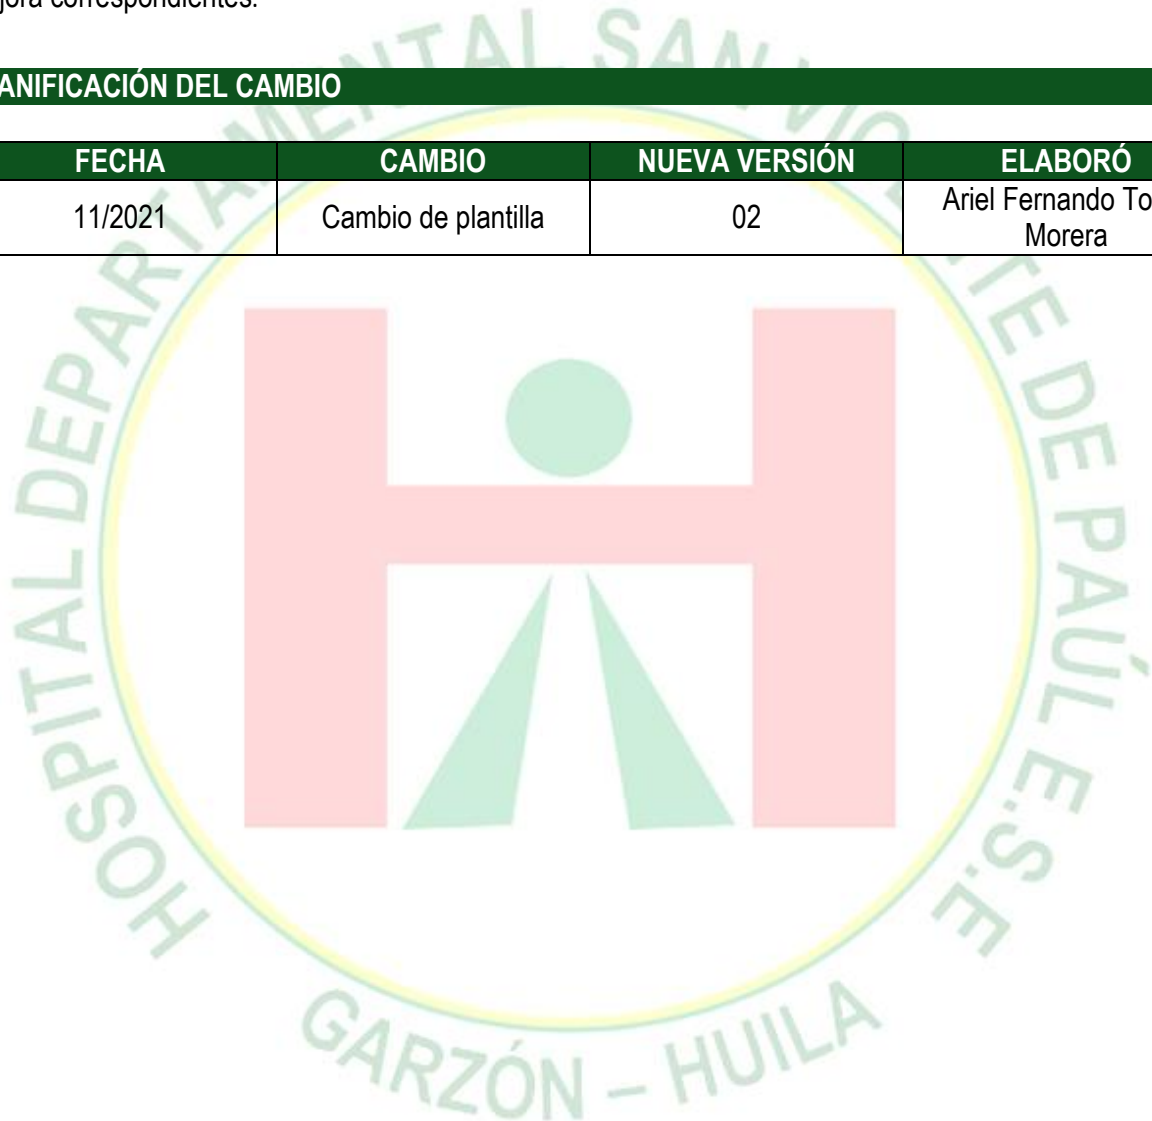 jora correspondientes.
ANIFICACIÓN DEL CAMBIO
FECHA CAMBIO NUEVA VERSIÓN ELABORÓ
11/2021 Cambio de plantilla 02 Ariel Fernando To
Morera
HOSPITAL DEPARTAMENTAL SAN VICENTE DE PAÚL E.S.E
GARZÓN – HUILA